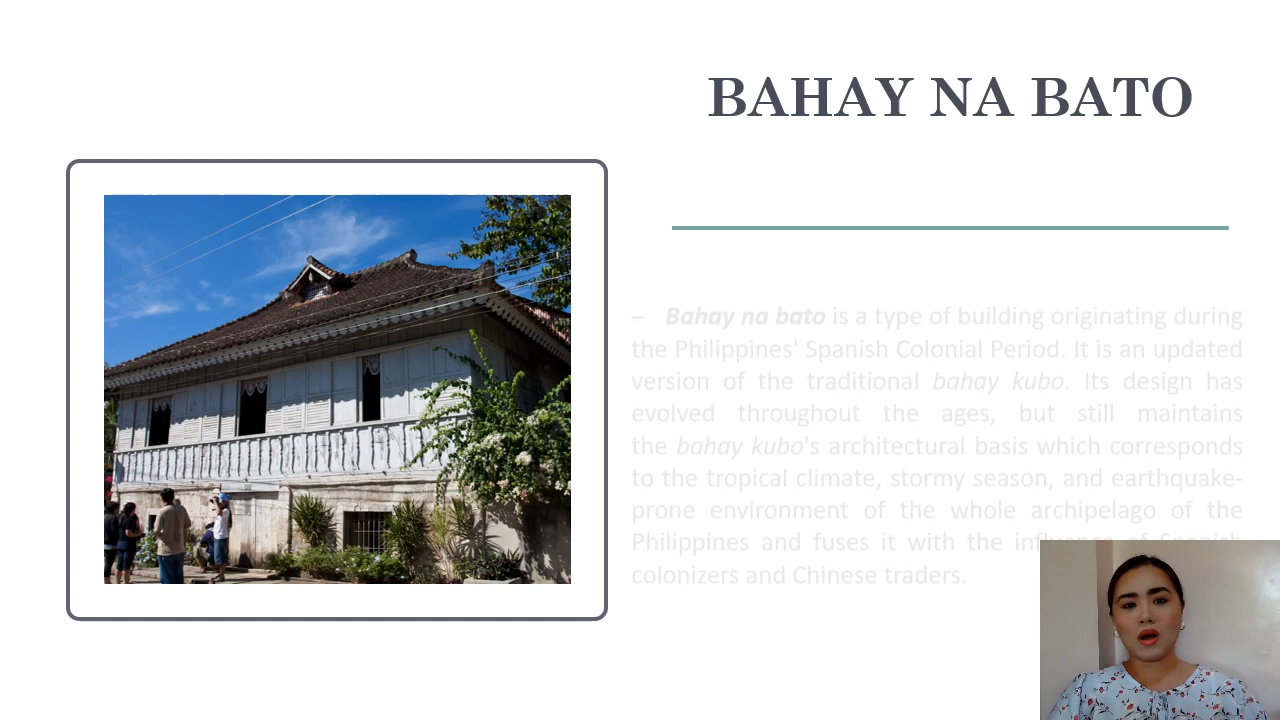 BAHAY NA BATO
– Bahay na bato is a type of building originating during
the Philippines' Spanish Colonial Period. It is an updated
version of the traditional bahay kubo. Its design has
evolved throughout the ages, but still maintains
the bahay kubo's architectural basis which corresponds
to the tropical climate, stormy season, and earthquake-
prone environment of the whole archipelago of the
Philippines and fuses it with the influence of Spanish
colonizers and Chinese traders.